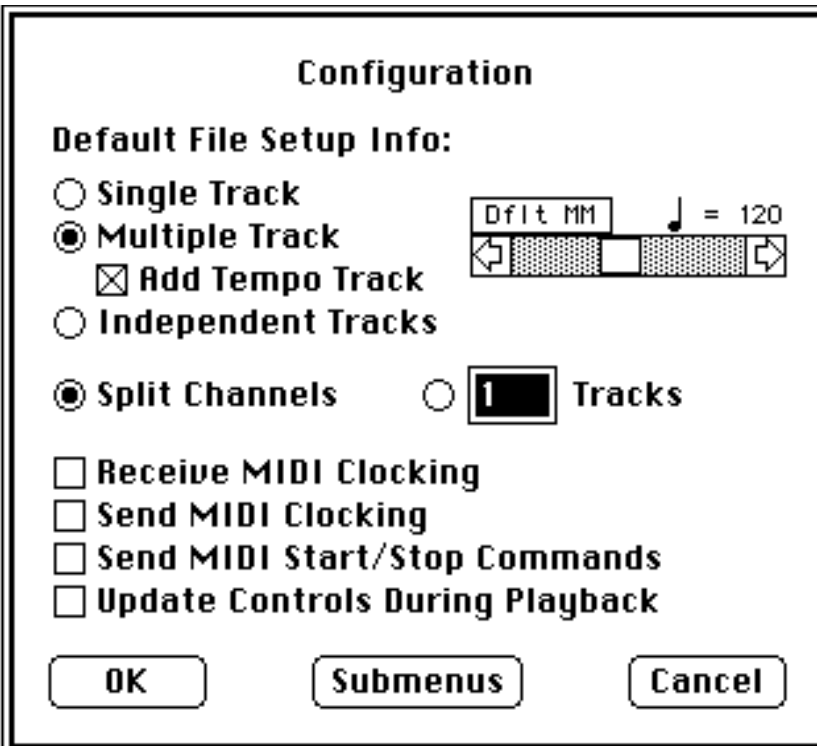 Configuration
Default File Setup Info:
Single Track
Dflt MM = 120
Multiple Track
Add Tempo Track
Independent Tracks
Split Channels 1 Tracks
Receive MIDI Clocking
Send MIDI Clocking
Send MIDI Start/Stop Commands
Update Controls During Playback
OK Submenus Cancel